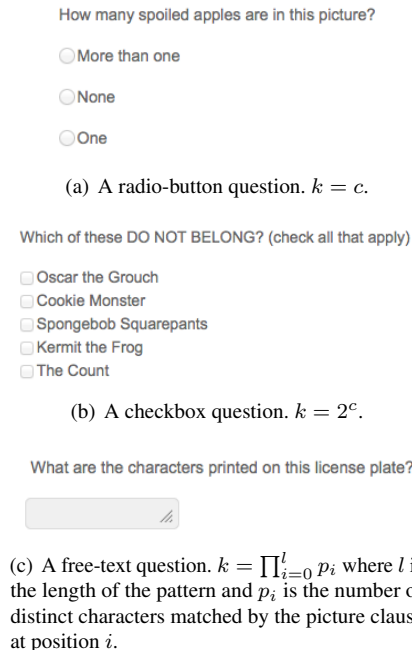 How many spoiled apples are in this picture?
More than one
None
One
(a) A radio-button question. k = c.
Which of these DO NOT BELONG? (check all that apply)
Oscar the Grouch
Cookie Monster
Spongebob Squarepants
Kermit the Frog
The Count
(b) A checkbox question. k = 2^c.
What are the characters printed on this license plate?
(c) A free-text question. k = ∏_{i=0}^{l} p_i where l i
the length of the pattern and p_i is the number o
distinct characters matched by the picture claus
at position i.